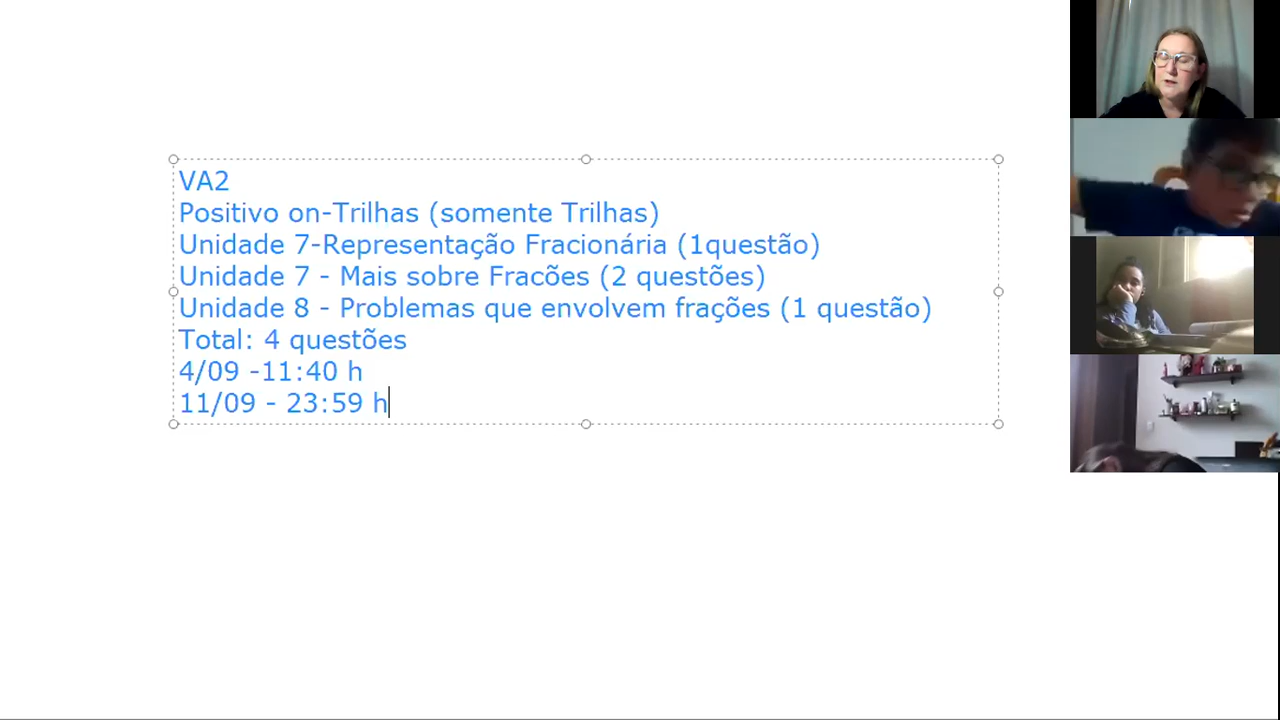 VA2
Positivo on-Trilhas (somente Trilhas)
Unidade 7-Representação Fracionária (1questão)
Unidade 7 - Mais sobre Fracões (2 questões)
Unidade 8 - Problemas que envolvem frações (1 questão)
Total: 4 questões
4/09 -11:40 h
11/09 - 23:59 h